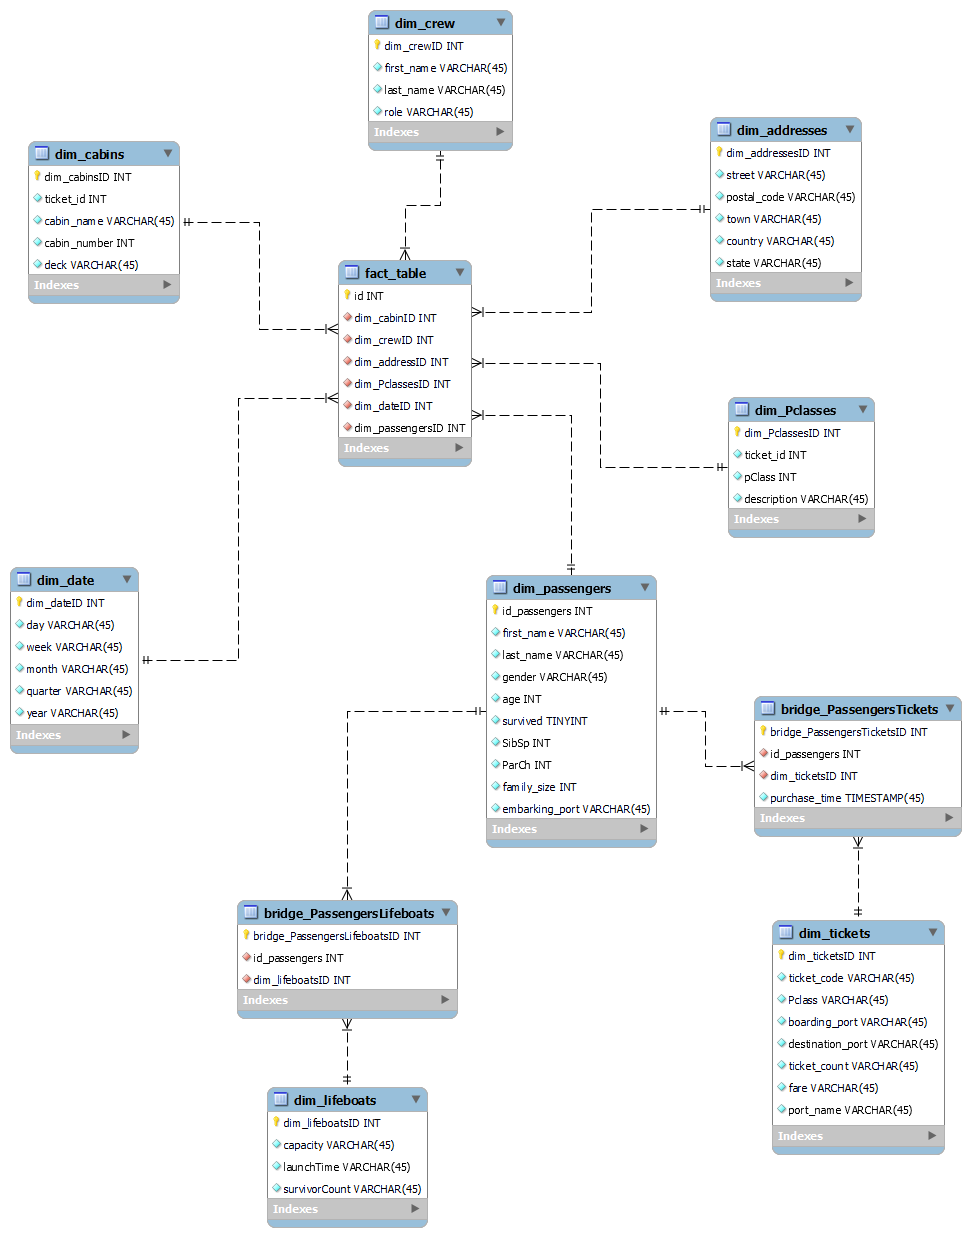 dim_crew
dim_crewID INT
first_name VARCHAR(45)
last_name VARCHAR(45)
role VARCHAR(45)
Indexes
dim_addresses
dim_addressesID INT
street VARCHAR(45)
postal_code VARCHAR(45)
town VARCHAR(45)
country VARCHAR(45)
state VARCHAR(45)
Indexes
dim_cabins
dim_cabinsID INT
ticket_id INT
cabin_name VARCHAR(45)
cabin_number INT
deck VARCHAR(45)
Indexes
fact_table
id INT
dim_cabinID INT
dim_crewID INT
dim_addressID INT
dim_PclassesID INT
dim_dateID INT
dim_passengersID INT
Indexes
dim_Pclasses
dim_PclassesID INT
ticket_id INT
pClass INT
description VARCHAR(45)
Indexes
dim_date
dim_dateID INT
day VARCHAR(45)
week VARCHAR(45)
month VARCHAR(45)
quarter VARCHAR(45)
year VARCHAR(45)
Indexes
dim_passengers
id_passengers INT
first_name VARCHAR(45)
last_name VARCHAR(45)
gender VARCHAR(45)
age INT
survived TINYINT
SibSp INT
ParCh INT
family_size INT
embarking_port VARCHAR(45)
Indexes
bridge_PassengersTickets
bridge_PassengersTicketsID INT
id_passengers INT
dim_ticketsID INT
purchase_time TIMESTAMP(45)
Indexes
bridge_PassengersLifeboats
bridge_PassengersLifeboatsID INT
id_passengers INT
dim_lifeboatsID INT
Indexes
dim_tickets
dim_ticketsID INT
ticket_code VARCHAR(45)
Pclass VARCHAR(45)
boarding_port VARCHAR(45)
destination_port VARCHAR(45)
ticket_count VARCHAR(45)
fare VARCHAR(45)
port_name VARCHAR(45)
Indexes
dim_lifeboats
dim_lifeboatsID INT
capacity VARCHAR(45)
launchTime VARCHAR(45)
survivorCount VARCHAR(45)
Indexes